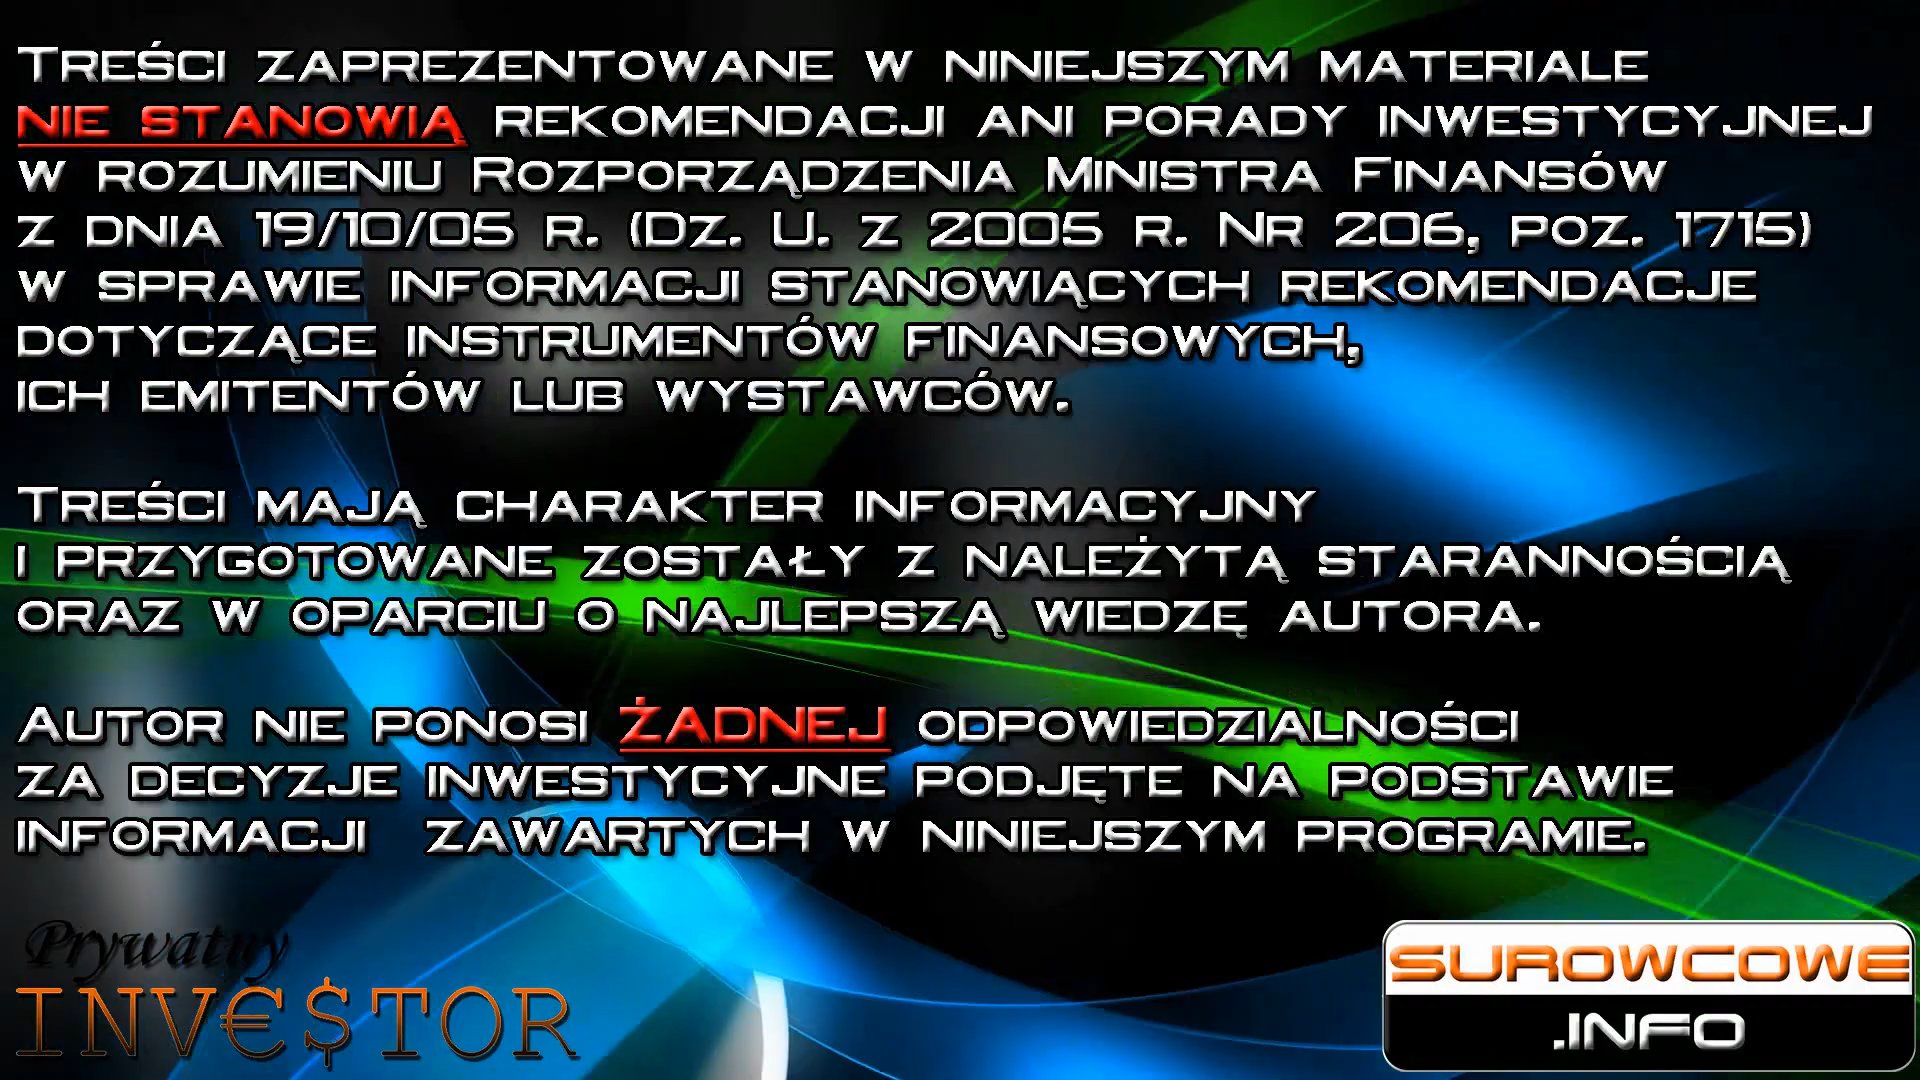 Treści zaprezentowane w niniejszym materiale
nie stanowią rekomendacji ani porady inwestycyjnej
w rozumieniu Rozporządzenia Ministra Finansów
z dnia 19/10/05 r. (Dz. U. z 2005 r. Nr 206, poz. 1715)
w sprawie informacji stanowiących rekomendacje
dotyczące instrumentów finansowych,
ich emitentów lub wystawców.
Treści mają charakter informacyjny
i przygotowane zostały z należytą starannością
oraz w oparciu o najlepszą wiedzę autora.
Autor nie ponosi żadnej odpowiedzialności
za decyzje inwestycyjne podjęte na podstawie
informacji zawartych w niniejszym programie.
Prywatny
INV€$TOR
SUROWCOWE
.INFO